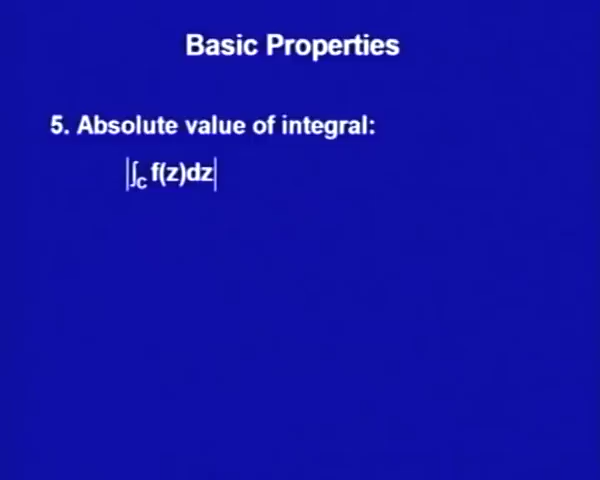 Basic Properties
5. Absolute value of integral:
|∫c f(z)dz|